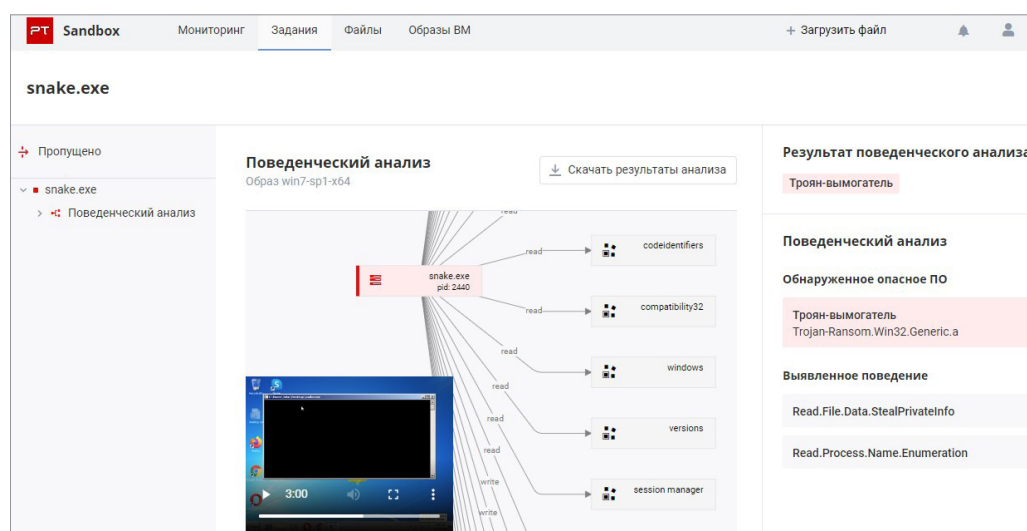 PT Sandbox Мониторинг Задания Файлы Образы ВМ + Загрузить файл
snake.exe
Пропущено
snake.exe
Поведенческий анализ
Поведенческий анализ
Образ win7-sp1-x64
Скачать результаты анализа
read
read
codeidentifiers
snake.exe
pid: 2440
read
compatibility32
read
windows
read
read
versions
read
write
session manager
write
3:00
Результат поведенческого анализа
Троян-вымогатель
Поведенческий анализ
Обнаруженное опасное ПО
Троян-вымогатель
Trojan-Ransom.Win32.Generic.a
Выявленное поведение
Read.File.Data.StealPrivateInfo
Read.Process.Name.Enumeration